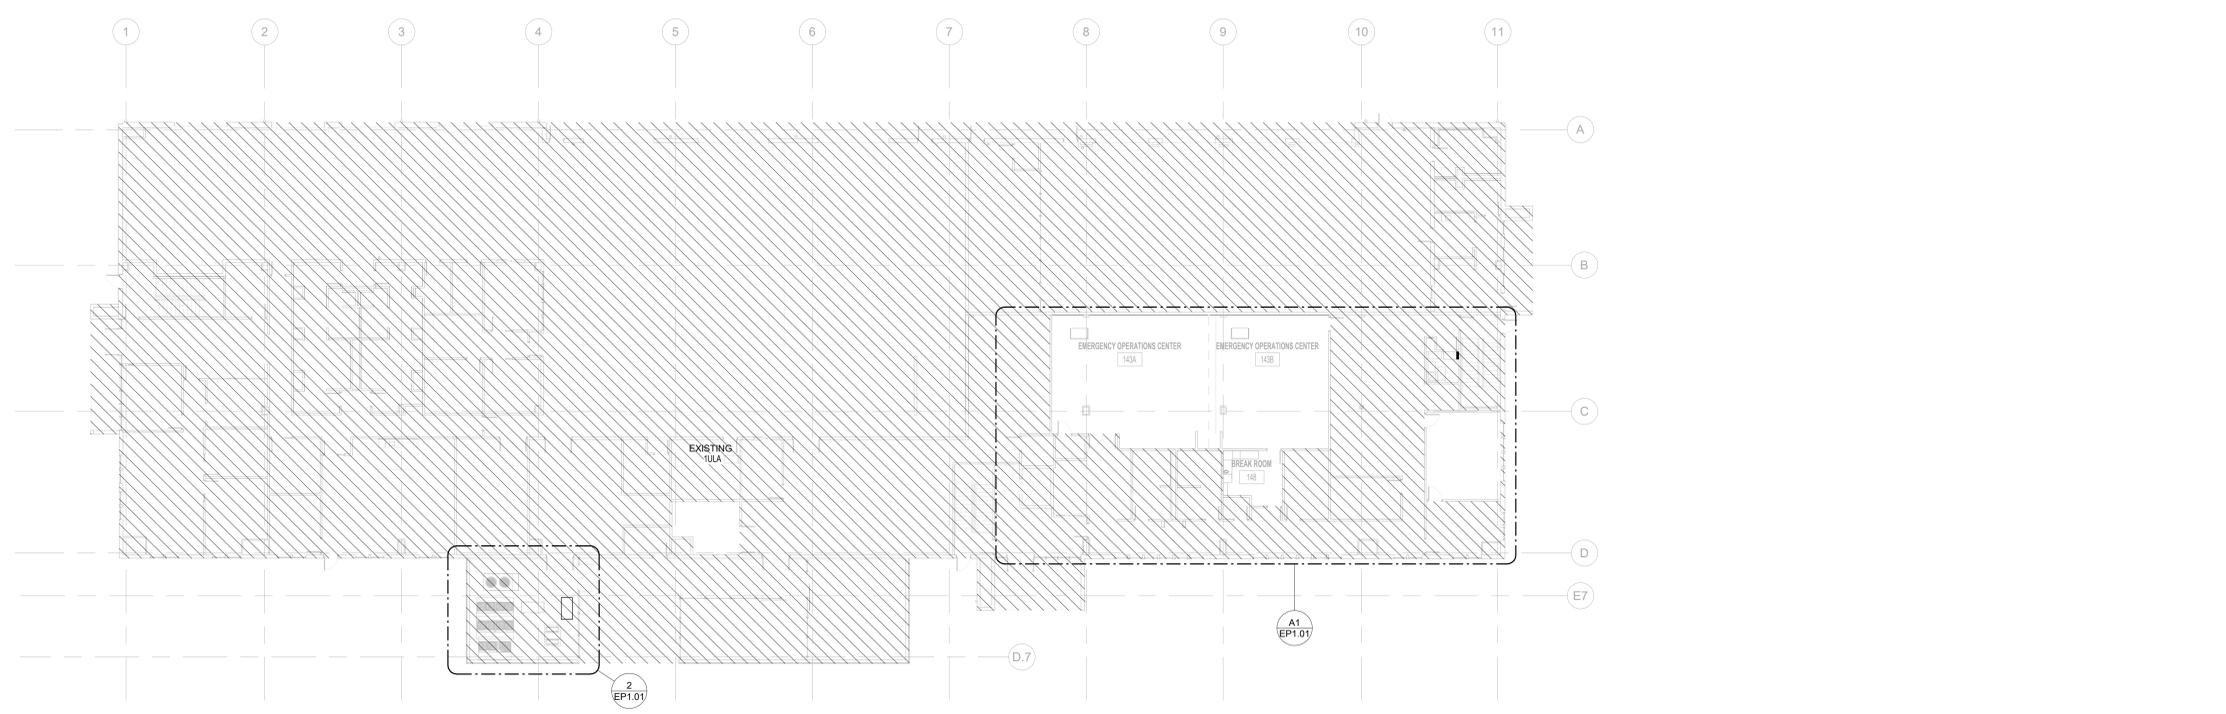 1 2 3 4 5 6 7 8 9 10 11
A
B
EMERGENCY OPERATIONS CENTER EMERGENCY OPERATIONS CENTER
143A 143B
C
EXISTING
1ULA
BREAK ROOM
148
D
E7
A1
EP1.01
D.7
2
EP1.01